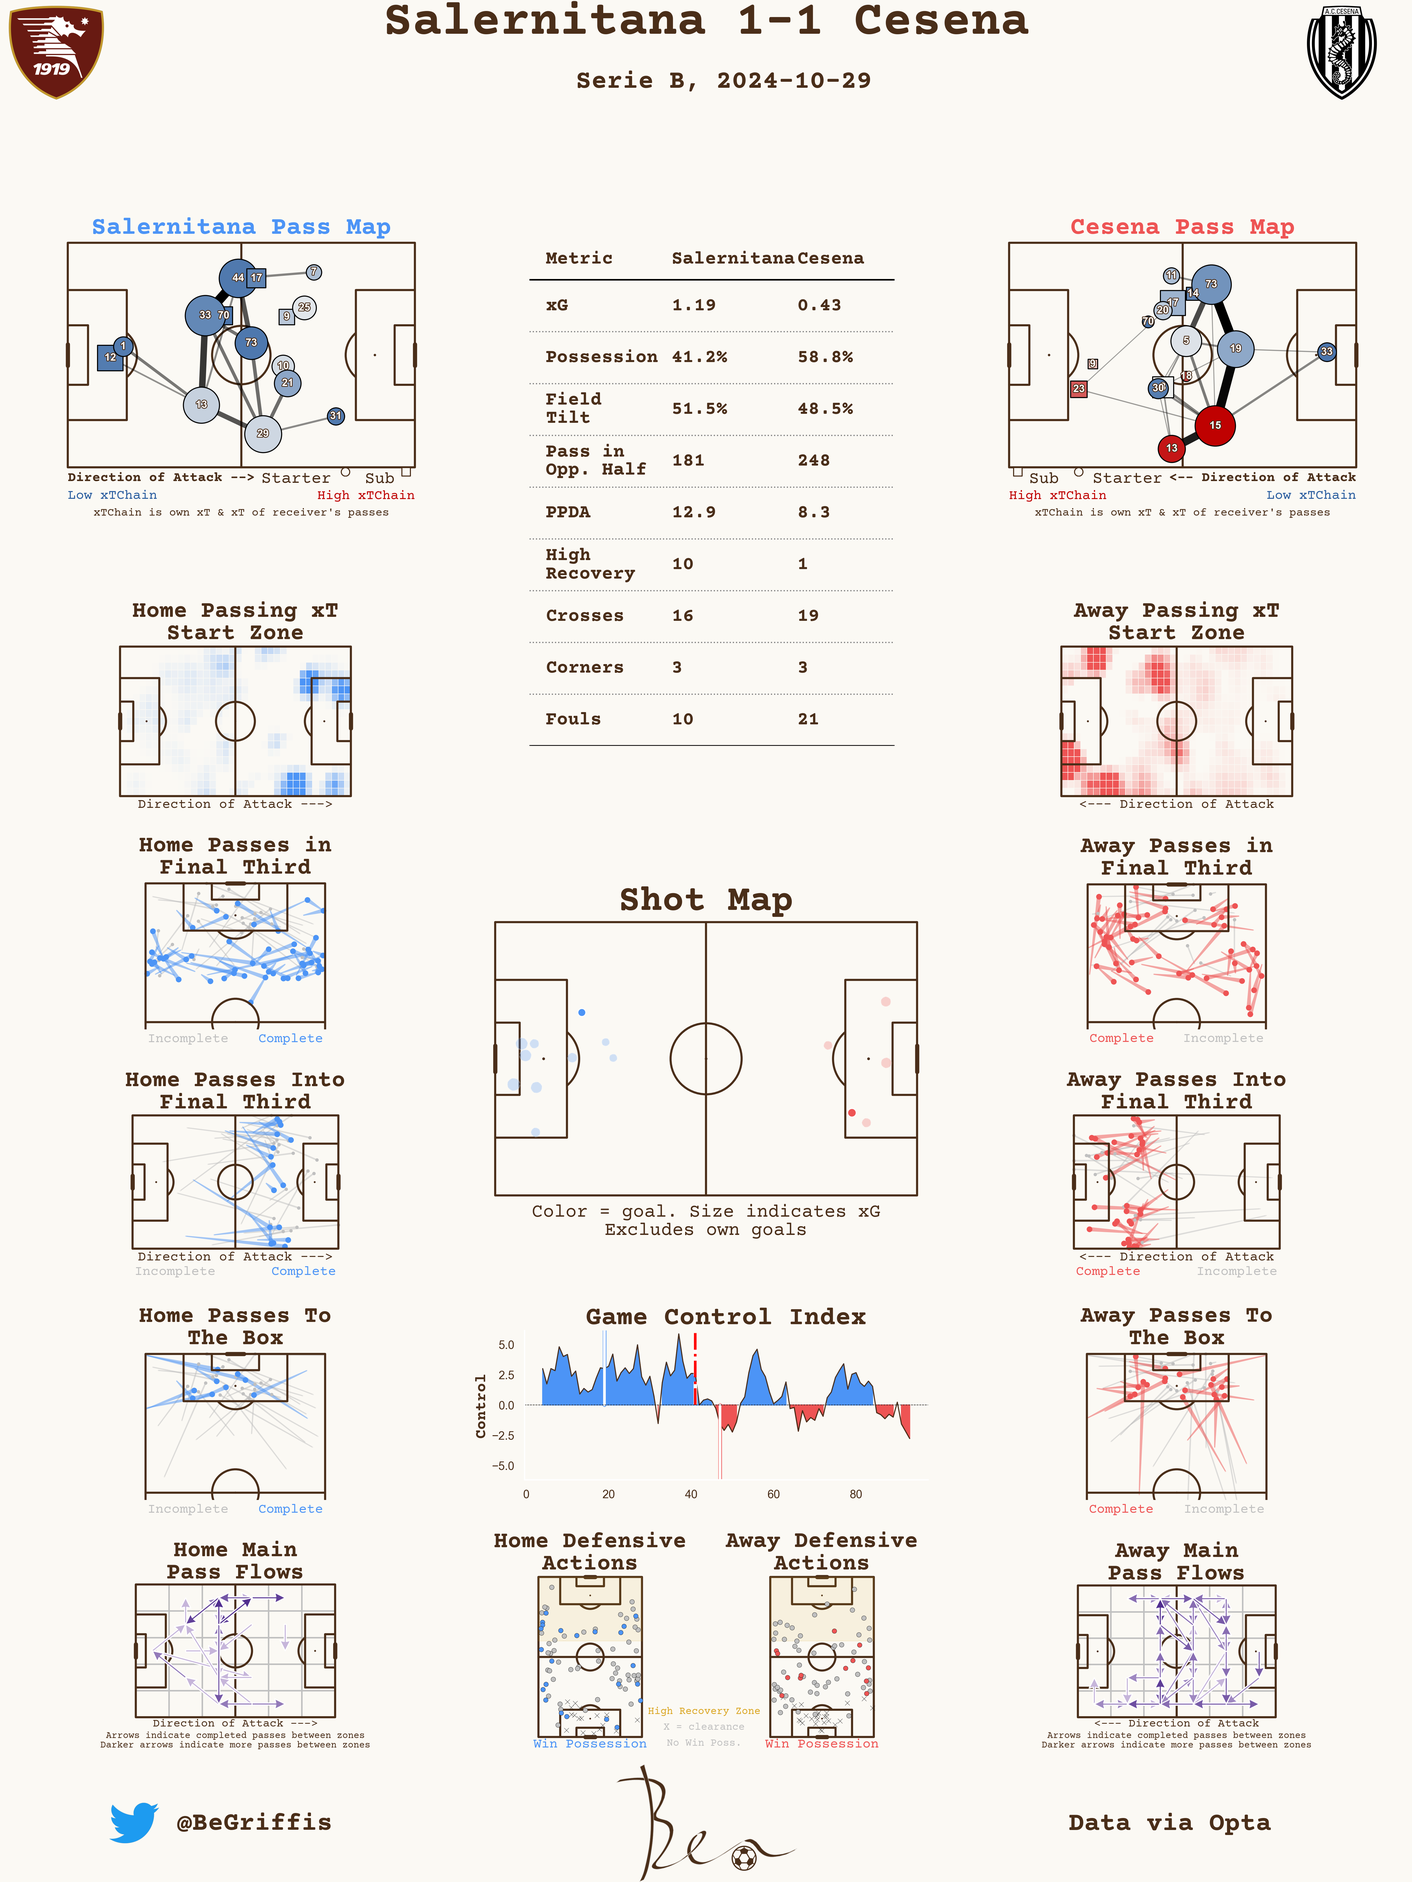 Salernitana 1-1 Cesena
Serie B, 2024-10-29
1919
A.C. CESENA
Salernitana Pass Map
44
17
7
33
70
9
25
12
1
73
10
21
13
29
31
Direction of Attack --> Starter Sub
Low xTChain High xTChain
xTChain is own xT & xT of receiver's passes
Metric Salernitana Cesena
xG 1.19 0.43
Possession 41.2% 58.8%
Field
Tilt 51.5% 48.5%
Pass in
Opp. Half 181 248
PPDA 12.9 8.3
High
Recovery 10 1
Crosses 16 19
Corners 3 3
Fouls 10 21
Cesena Pass Map
11
73
14
17
20
70
5
19
33
9
18
23
30
15
13
Sub Starter <-- Direction of Attack
High xTChain Low xTChain
xTChain is own xT & xT of receiver's passes
Home Passing xT
Start Zone
Direction of Attack --->
Away Passing xT
Start Zone
<--- Direction of Attack
Home Passes in
Final Third
Incomplete Complete
Away Passes in
Final Third
Complete Incomplete
Shot Map
Color = goal. Size indicates xG
Excludes own goals
Home Passes Into
Final Third
Direction of Attack --->
Incomplete Complete
Away Passes Into
Final Third
<--- Direction of Attack
Complete Incomplete
Home Passes To
The Box
Incomplete Complete
Game Control Index
Control
5.0
2.5
0.0
−2.5
−5.0
0 20 40 60 80
Away Passes To
The Box
Complete Incomplete
Home Main
Pass Flows
Direction of Attack --->
Arrows indicate completed passes between zones
Darker arrows indicate more passes between zones
Home Defensive
Actions
Win Possession
High Recovery Zone
X = clearance
No Win Poss.
Away Defensive
Actions
Win Possession
Away Main
Pass Flows
<--- Direction of Attack
Arrows indicate completed passes between zones
Darker arrows indicate more passes between zones
@BeGriffis
Ben
Data via Opta